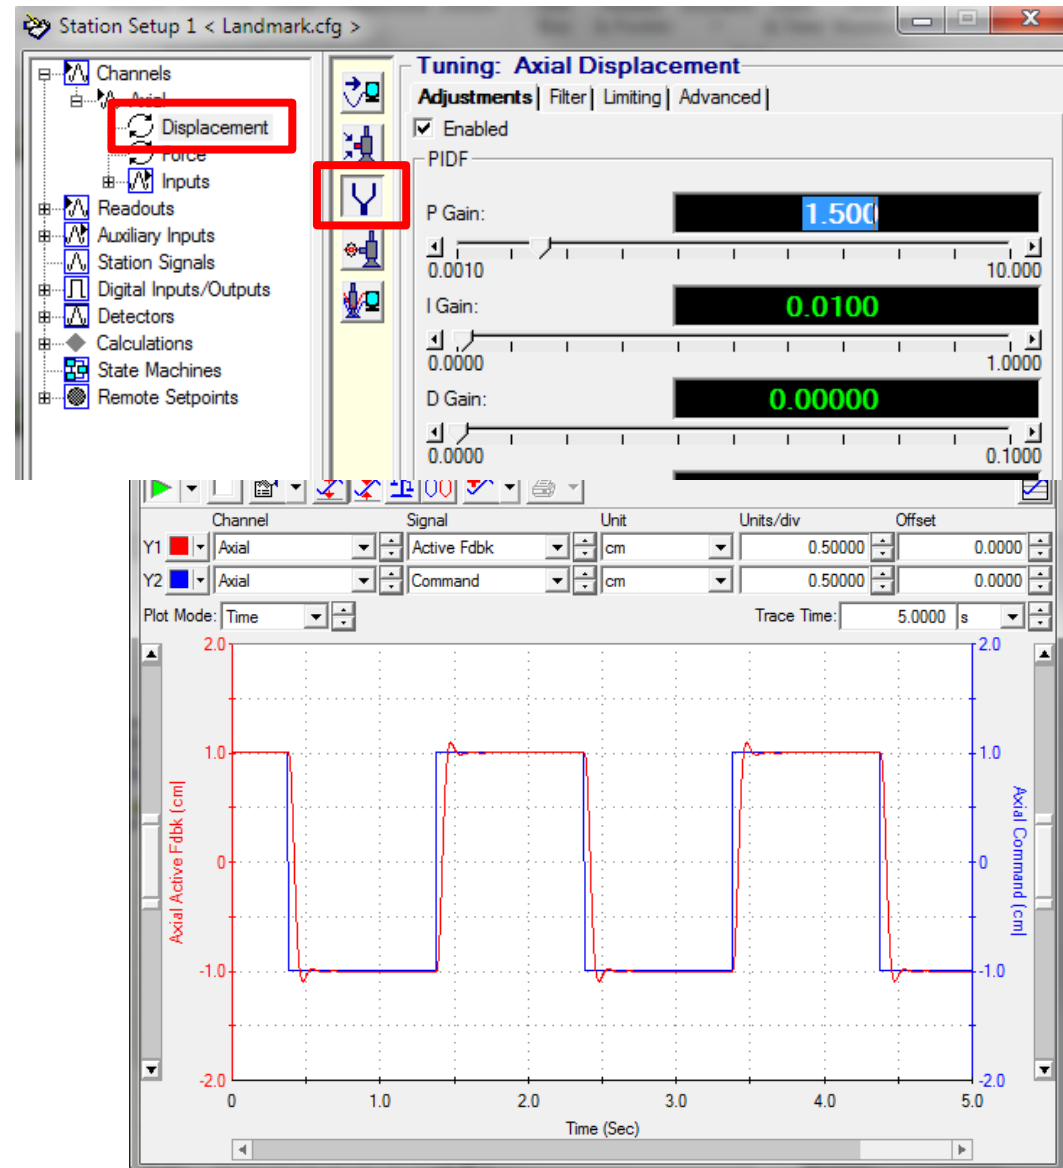 Station Setup 1 < Landmark.cfg >
Channels
Axial
Displacement
Force
Inputs
Readouts
Auxiliary Inputs
Station Signals
Digital Inputs/Outputs
Detectors
Calculations
State Machines
Remote Setpoints
Tuning: Axial Displacement
Adjustments Filter Limiting Advanced
Enabled
PIDF
P Gain: 1.500
0.0010 10.000
I Gain: 0.0100
0.0000 1.0000
D Gain: 0.00000
0.0000 0.1000
Channel Signal Unit Units/div Offset
Y1 Axial Active Fdbk cm 0.50000 0.0000
Y2 Axial Command cm 0.50000 0.0000
Plot Mode: Time Trace Time: 5.0000 s
2.0 2.0
1.0 1.0
0 0
-1.0 -1.0
-2.0 -2.0
Axial Active Fdbk (cm)
Axial Command (cm)
0 1.0 2.0 3.0 4.0 5.0
Time (Sec)